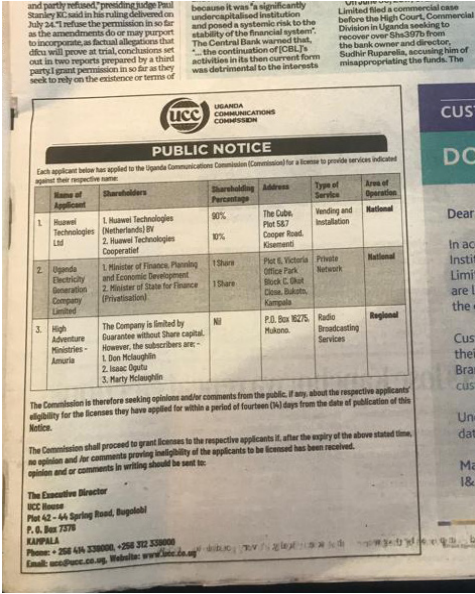 and partly refused," presiding judge Paul
Stanley KC said in his ruling delivered on
July 24. "I refuse the permission in so far
as the amendments do or may purport
to incorporate, as factual allegations that
dfcu will prove at trial, conclusions set
out in two reports prepared by a third
party. I grant permission in so far as they
seek to rely on the existence or terms of
because it was "a significantly
undercapitalised institution
and posed a systemic risk to the
stability of the financial system".
The Central Bank warned that,
"... the continuation of [CBL]'s
activities in its then current form
was detrimental to the interests
Limited filed a commercial case
before the High Court, Commercial
Division in Uganda seeking to
recover over Shs397b from
the bank owner and director,
Sudhir Ruparelia, accusing him of
misappropriating the funds. The
ucc
UGANDA
COMMUNICATIONS
COMMISSION
PUBLIC NOTICE
Each applicant below has applied to the Uganda Communications Commission (Commission) for a license to provide services indicated
against their respective name:
Name of Applicant Shareholders Shareholding Percentage Address Type of Service Area of Operation
1. Huawei Technologies Ltd 1. Huawei Technologies (Netherlands) BV 2. Huawei Technologies Cooperatief 90% 10% The Cube, Plot 5&7 Cooper Road. Kisementi Vending and Installation National
2. Uganda Electricity Generation Company Limited 1. Minister of Finance, Planning and Economic Development 2. Minister of State for Finance (Privatisation) 1 Share 1 Share Plot 6, Victoria Office Park Block C, Okot Close, Bukoto, Kampala Private Network National
3. High Adventure Ministries - Amuria The Company is limited by Guarantee without Share capital. However, the subscribers are: - 1. Don Mclaughlin 2. Isaac Ogutu 3. Marty Mclaughlin Nil P.O. Box 16275, Mukono. Radio Broadcasting Services Regional
The Commission is therefore seeking opinions and/or comments from the public, if any, about the respective applicants'
eligibility for the licenses they have applied for within a period of fourteen (14) days from the date of publication of this
Notice.
The Commission shall proceed to grant licenses to the respective applicants if, after the expiry of the above stated time,
no opinion and /or comments proving ineligibility of the applicants to be licensed has been received.
opinion and or comments in writing should be sent to:
The Executive Director
UCC House
Plot 42 - 44 Spring Road, Bugolobi
P. O. Box 7376
KAMPALA
Phone: + 256 414 339000, +256 312 339000
Email: ucc@ucc.co.ug, Website: www.ucc.co.ug
CUS
DO
Dear
In ac
Insti
Limi
are l
the
Cus
thei
Bra
cus
Un
dat
Ma
I&